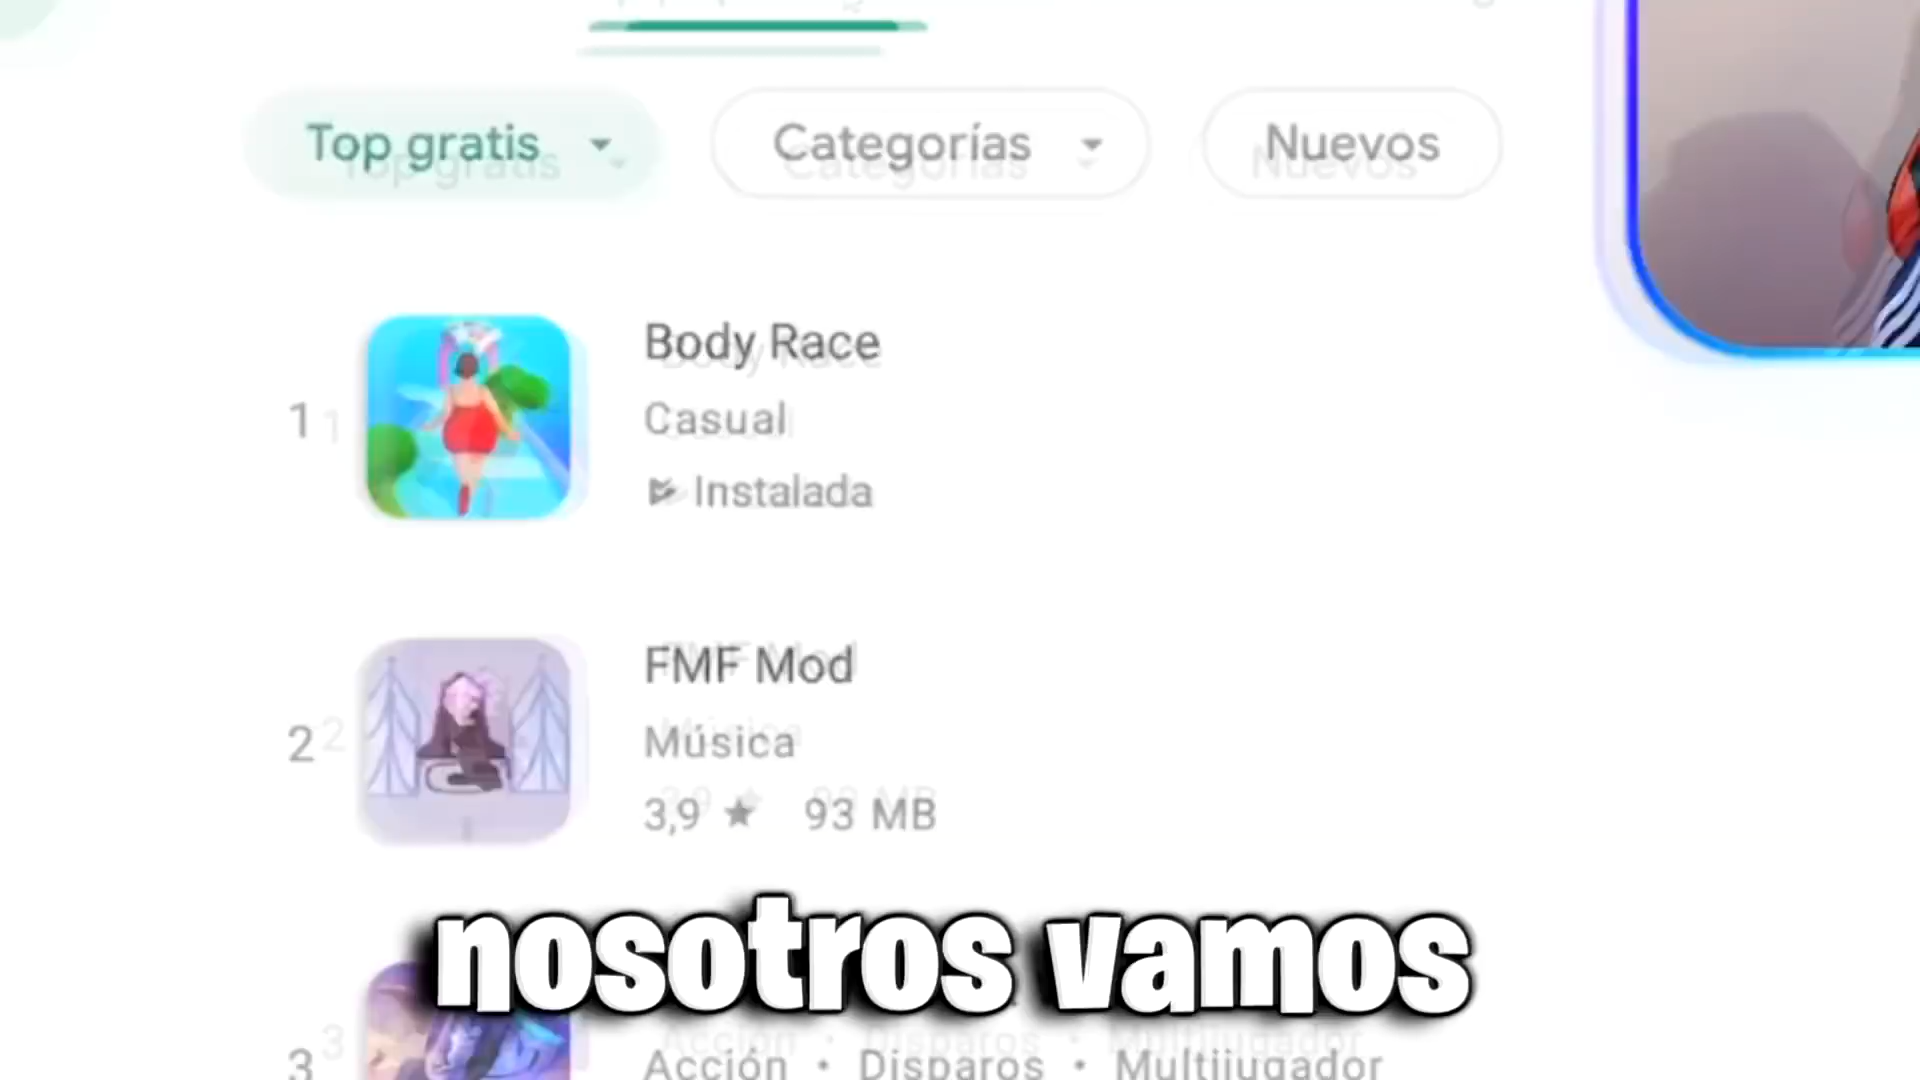 Top gratis Categorías Nuevos
1
Body Race
Casual
Instalada
2
FMF Mod
Música
3,9 ★ 93 MB
nosotros vamos
3
Acción • Disparos • Multijugador